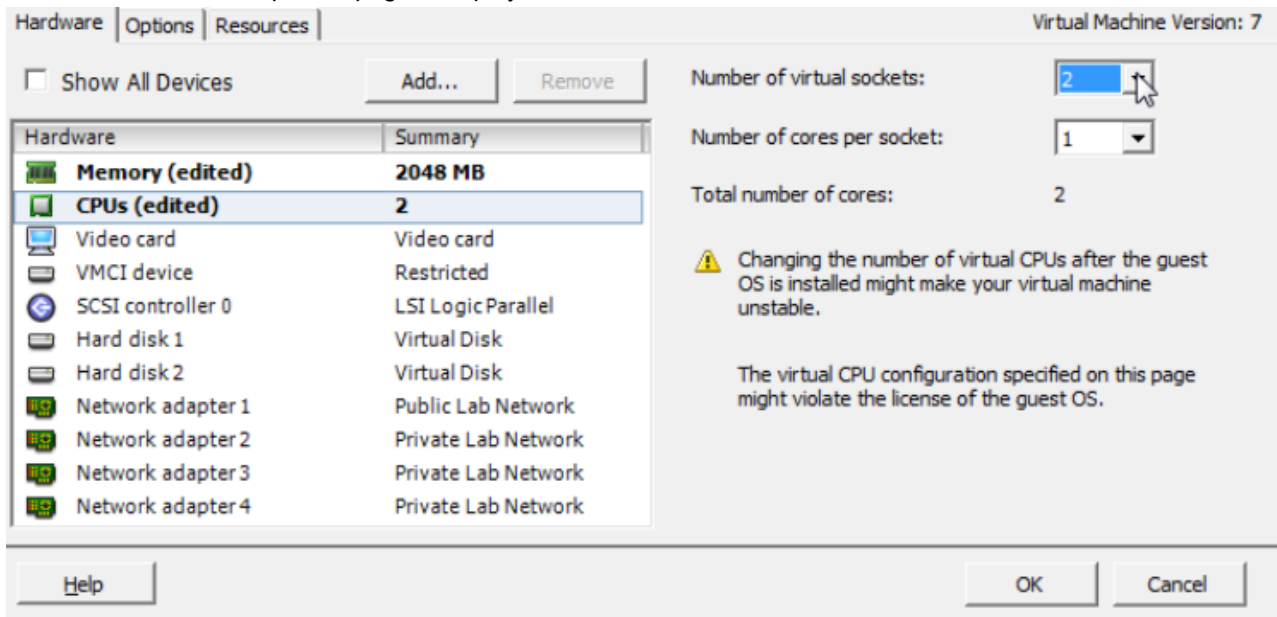 Hardware Options Resources Virtual Machine Version: 7
Show All Devices Add... Remove
Hardware Summary
Memory (edited) 2048 MB
CPUs (edited) 2
Video card Video card
VMCI device Restricted
SCSI controller 0 LSI Logic Parallel
Hard disk 1 Virtual Disk
Hard disk 2 Virtual Disk
Network adapter 1 Public Lab Network
Network adapter 2 Private Lab Network
Network adapter 3 Private Lab Network
Network adapter 4 Private Lab Network
Number of virtual sockets: 2
Number of cores per socket: 1
Total number of cores: 2
Changing the number of virtual CPUs after the guest
OS is installed might make your virtual machine
unstable.
The virtual CPU configuration specified on this page
might violate the license of the guest OS.
Help OK Cancel